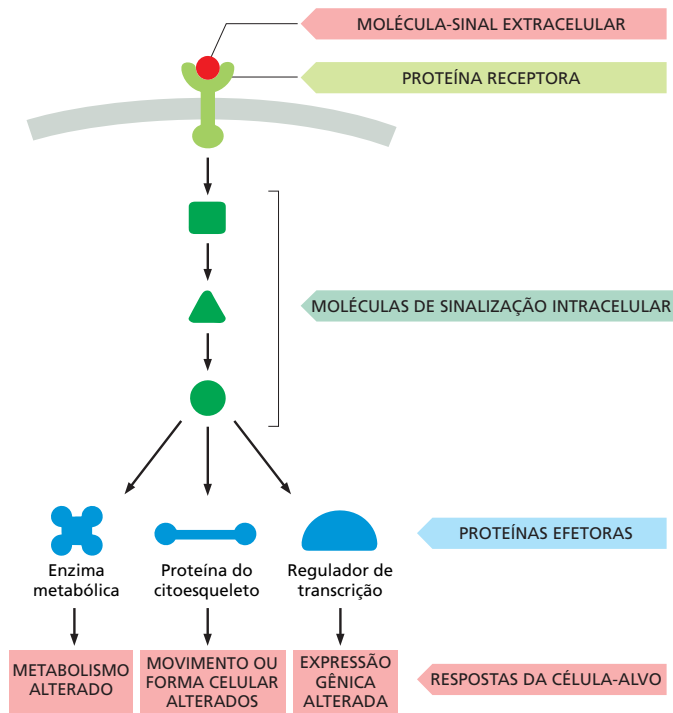 MOLÉCULA-SINAL EXTRACELULAR
PROTEÍNA RECEPTORA
MOLÉCULAS DE SINALIZAÇÃO INTRACELULAR
PROTEÍNAS EFETORAS
Enzima
metabólica
Proteína do
citoesqueleto
Regulador de
transcrição
METABOLISMO
ALTERADO
MOVIMENTO OU
FORMA CELULAR
ALTERADOS
EXPRESSÃO
GÊNICA
ALTERADA
RESPOSTAS DA CÉLULA-ALVO